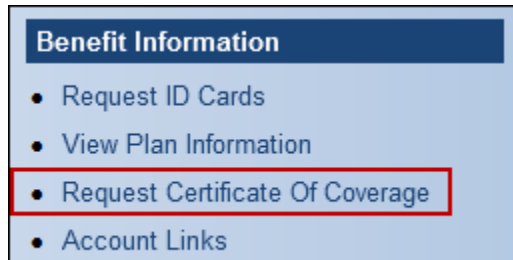 Benefit Information
Request ID Cards
View Plan Information
Request Certificate Of Coverage
Account Links